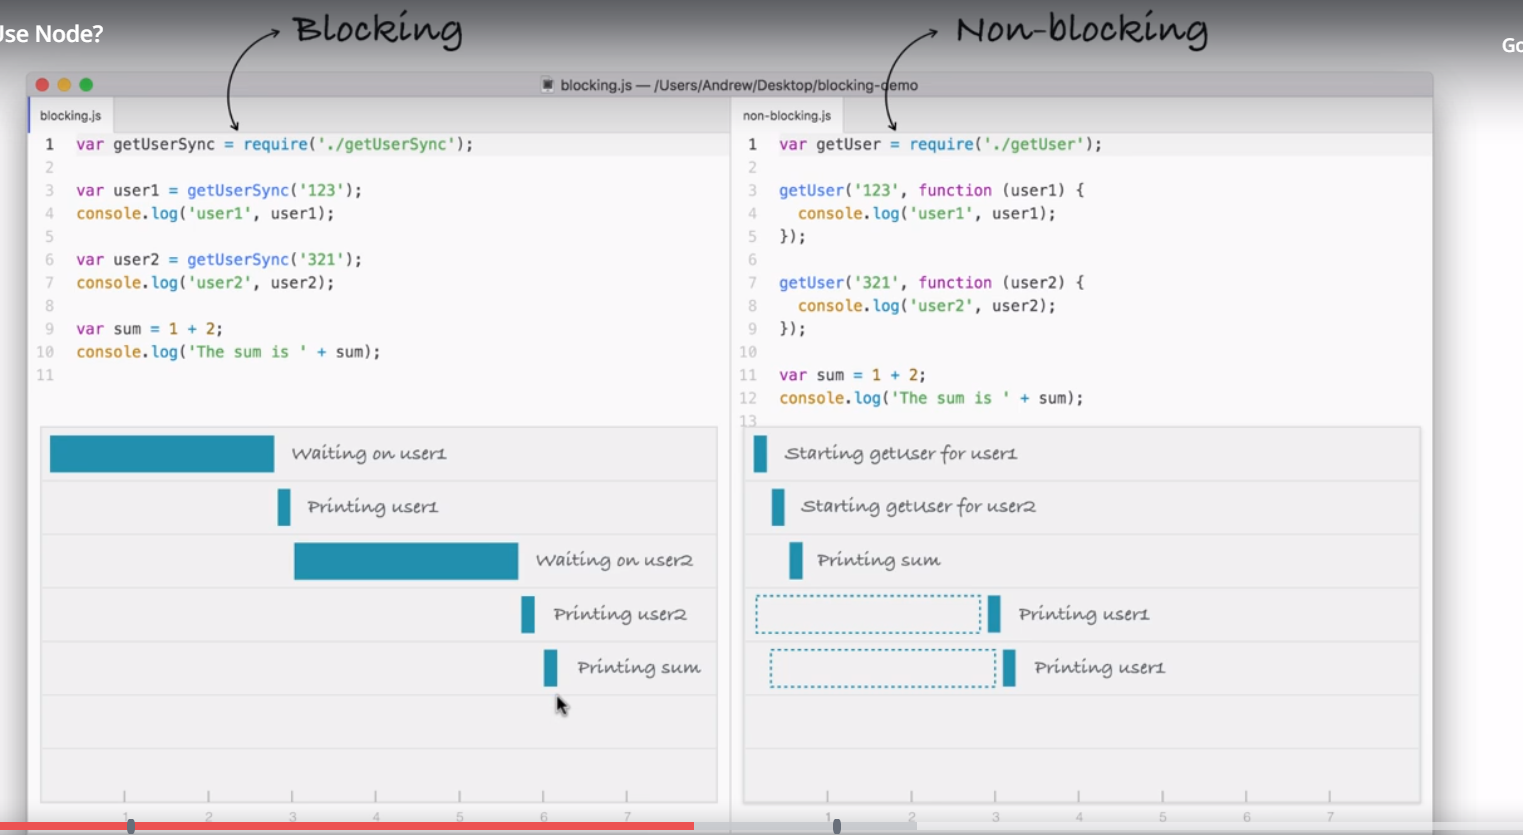 Use Node?
Go
Blocking
Non-blocking
blocking.js — /Users/Andrew/Desktop/blocking-demo
blocking.js
1 var getUserSync = require('./getUserSync');
2
3 var user1 = getUserSync('123');
4 console.log('user1', user1);
5
6 var user2 = getUserSync('321');
7 console.log('user2', user2);
8
9 var sum = 1 + 2;
10 console.log('The sum is ' + sum);
11
Waiting on user1
Printing user1
Waiting on user2
Printing user2
Printing sum
1 2 3 4 5 6 7
non-blocking.js
1 var getUser = require('./getUser');
2
3 getUser('123', function (user1) {
4 console.log('user1', user1);
5 });
6
7 getUser('321', function (user2) {
8 console.log('user2', user2);
9 });
10
11 var sum = 1 + 2;
12 console.log('The sum is ' + sum);
13
Starting getUser for user1
Starting getUser for user2
Printing sum
Printing user1
Printing user1
1 2 3 4 5 6 7